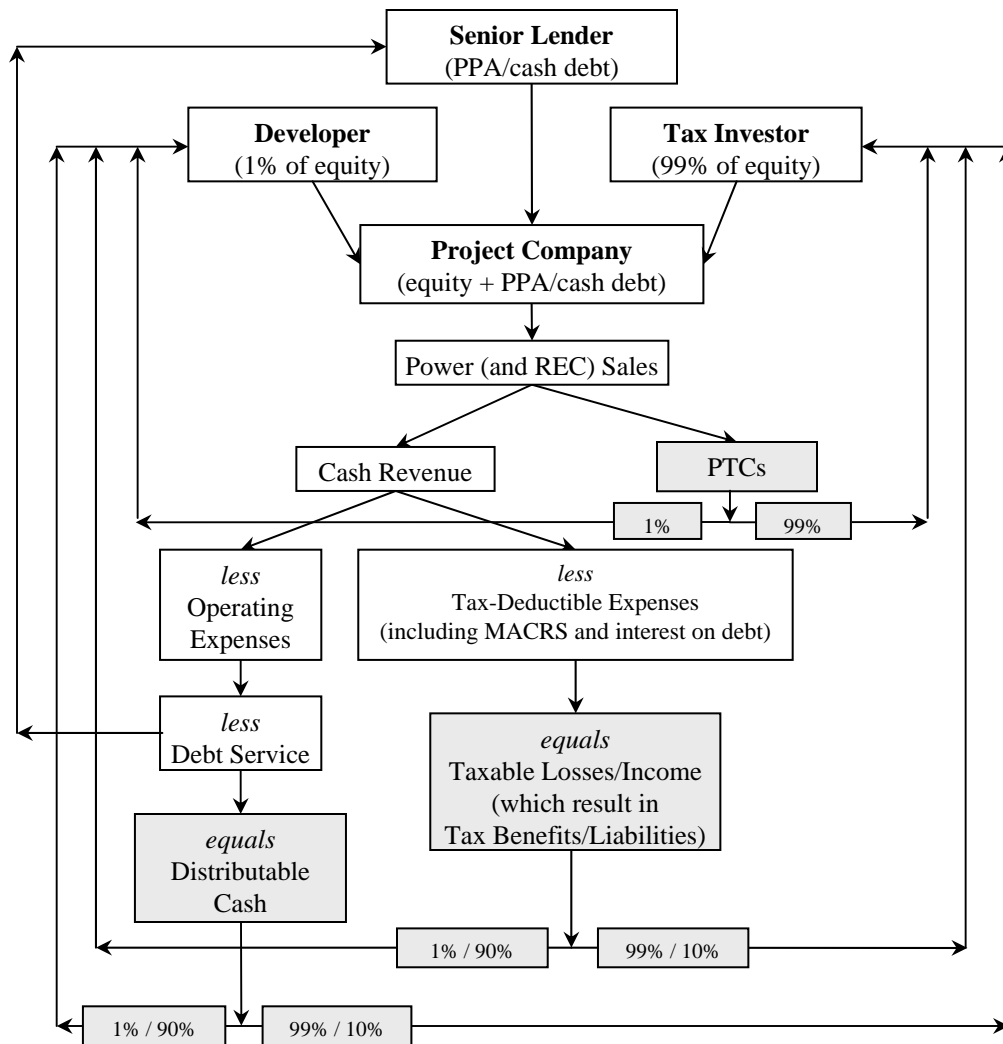 Senior Lender
(PPA/cash debt)
Developer
(1% of equity)
Tax Investor
(99% of equity)
Project Company
(equity + PPA/cash debt)
Power (and REC) Sales
Cash Revenue
PTCs
1%
99%
less
Operating
Expenses
less
Tax-Deductible Expenses
(including MACRS and interest on debt)
less
Debt Service
equals
Taxable Losses/Income
(which result in
Tax Benefits/Liabilities)
equals
Distributable
Cash
1% / 90%
99% / 10%
1% / 90%
99% / 10%